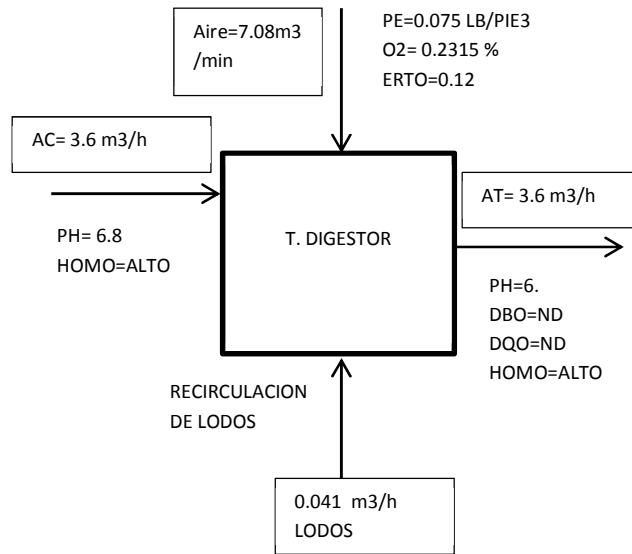 Aire=7.08m3
/min
PE=0.075 LB/PIE3
O2= 0.2315 %
ERTO=0.12
AC= 3.6 m3/h
PH= 6.8
HOMO=ALTO
T. DIGESTOR
AT= 3.6 m3/h
PH=6.
DBO=ND
DQO=ND
HOMO=ALTO
RECIRCULACION
DE LODOS
0.041 m3/h
LODOS